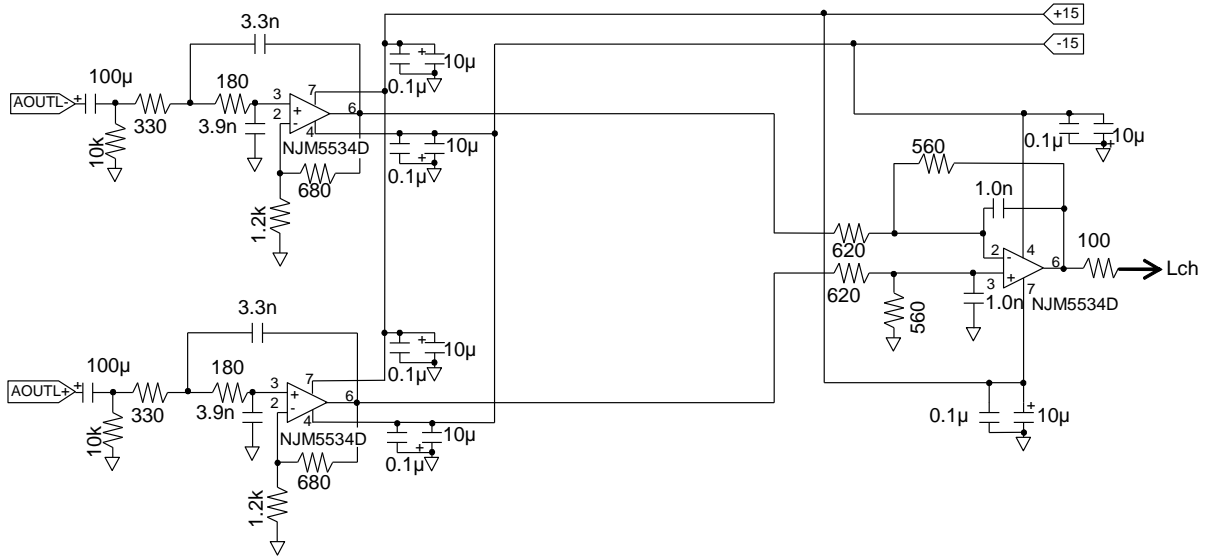 +15
-15
3.3n
100µ
180
AOUTL-
+
330
10k
3.9n
3
2
+
-
7
4
6
NJM5534D
680
1.2k
0.1µ
+
10µ
0.1µ
+
10µ
560
1.0n
620
620
560
2
3
-
+
4
7
6
1.0n
NJM5534D
100
Lch
0.1µ
+
10µ
3.3n
100µ
180
AOUTL+
+
330
10k
3.9n
3
2
+
-
7
4
6
NJM5534D
680
1.2k
0.1µ
+
10µ
0.1µ
+
10µ
0.1µ
+
10µ